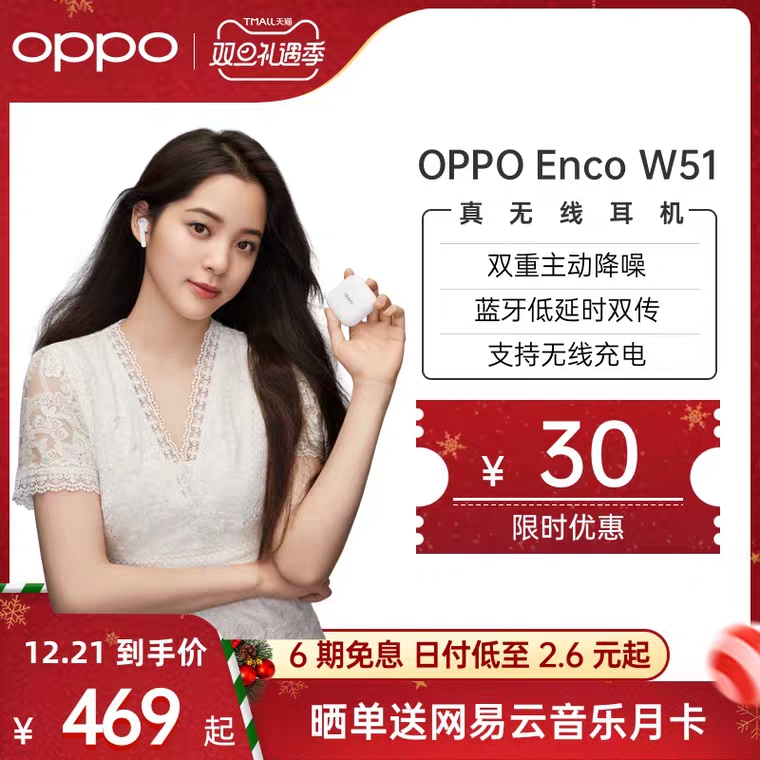 oppo
TMALL天猫
双旦礼遇季
OPPO Enco W51
真无线耳机
双重主动降噪
蓝牙低延时双传
支持无线充电
¥ 30
限时优惠
12.21 到手价
¥ 469 起
6 期免息 日付低至 2.6 元起
晒单送网易云音乐月卡
oppo